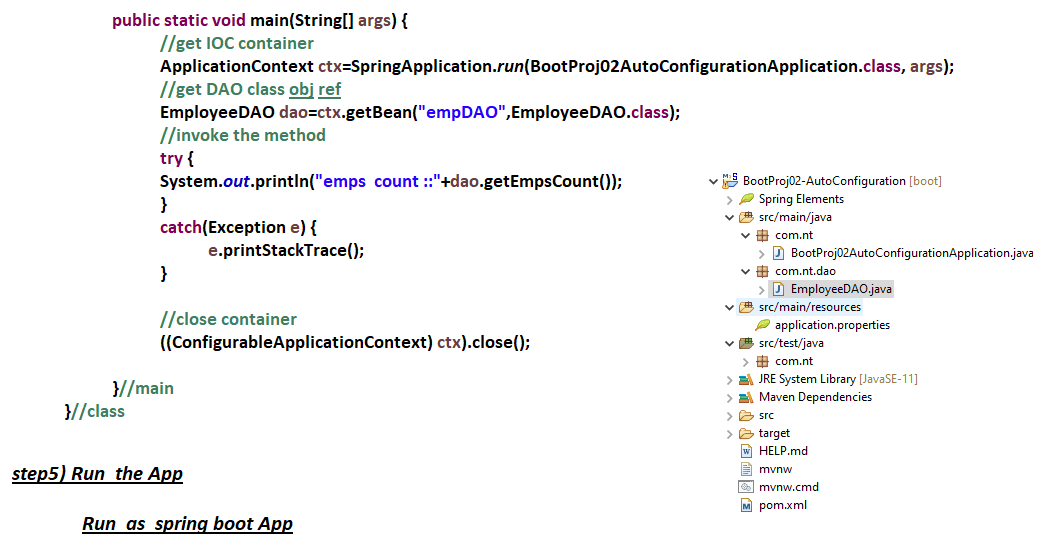 public static void main(String[] args) {
//get IOC container
ApplicationContext ctx=SpringApplication.run(BootProj02AutoConfigurationApplication.class, args);
//get DAO class obj ref
EmployeeDAO dao=ctx.getBean("empDAO",EmployeeDAO.class);
//invoke the method
try {
System.out.println("emps  count ::"+dao.getEmpsCount());
}
catch(Exception e) {
e.printStackTrace();
}
//close container
((ConfigurableApplicationContext) ctx).close();
}//main
}//class
step5) Run  the App
Run  as  spring boot App
BootProj02-AutoConfiguration [boot]
Spring Elements
src/main/java
com.nt
BootProj02AutoConfigurationApplication.java
com.nt.dao
EmployeeDAO.java
src/main/resources
application.properties
src/test/java
com.nt
JRE System Library [JavaSE-11]
Maven Dependencies
src
target
HELP.md
mvnw
mvnw.cmd
pom.xml